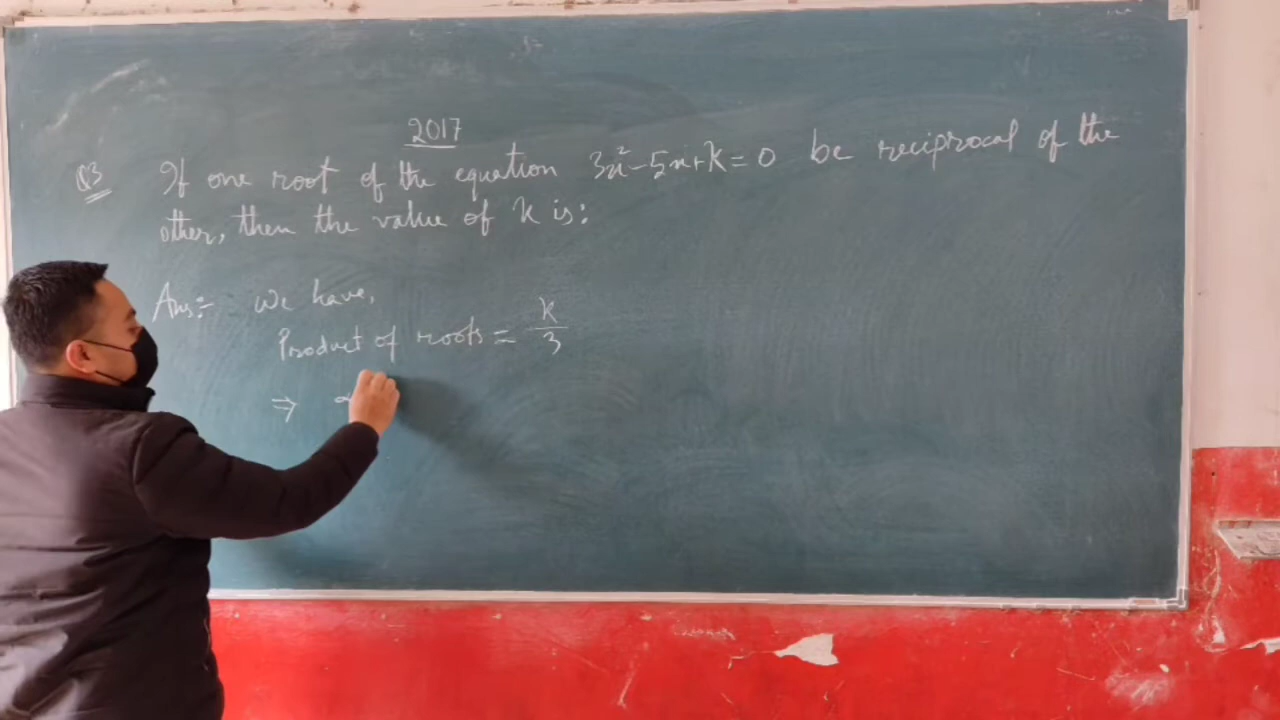 2017
Q3 If one root of the equation 3x² - 5x + k = 0 be reciprocal of the
other, then the value of k is:
Ans:- We have,
Product of roots = k/3
⇒ α